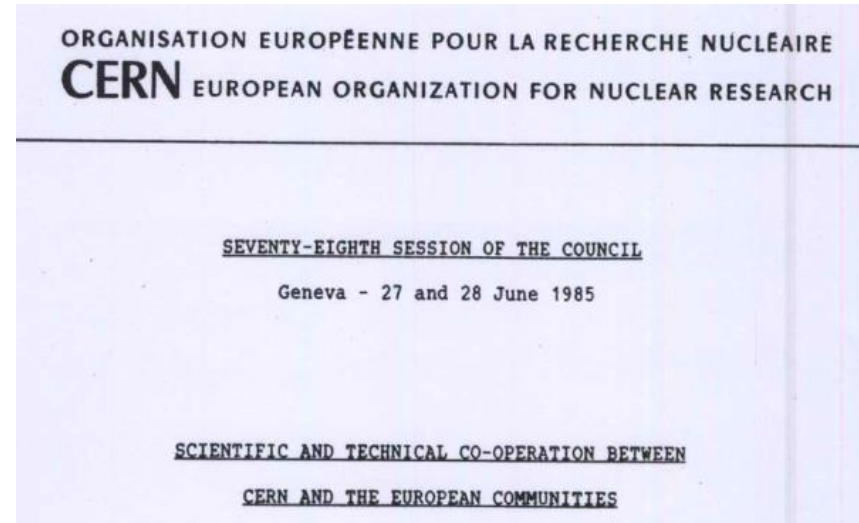 ORGANISATION EUROPÉENNE POUR LA RECHERCHE NUCLÉAIRE
CERN EUROPEAN ORGANIZATION FOR NUCLEAR RESEARCH
SEVENTY-EIGHTH SESSION OF THE COUNCIL
Geneva - 27 and 28 June 1985
SCIENTIFIC AND TECHNICAL CO-OPERATION BETWEEN
CERN AND THE EUROPEAN COMMUNITIES